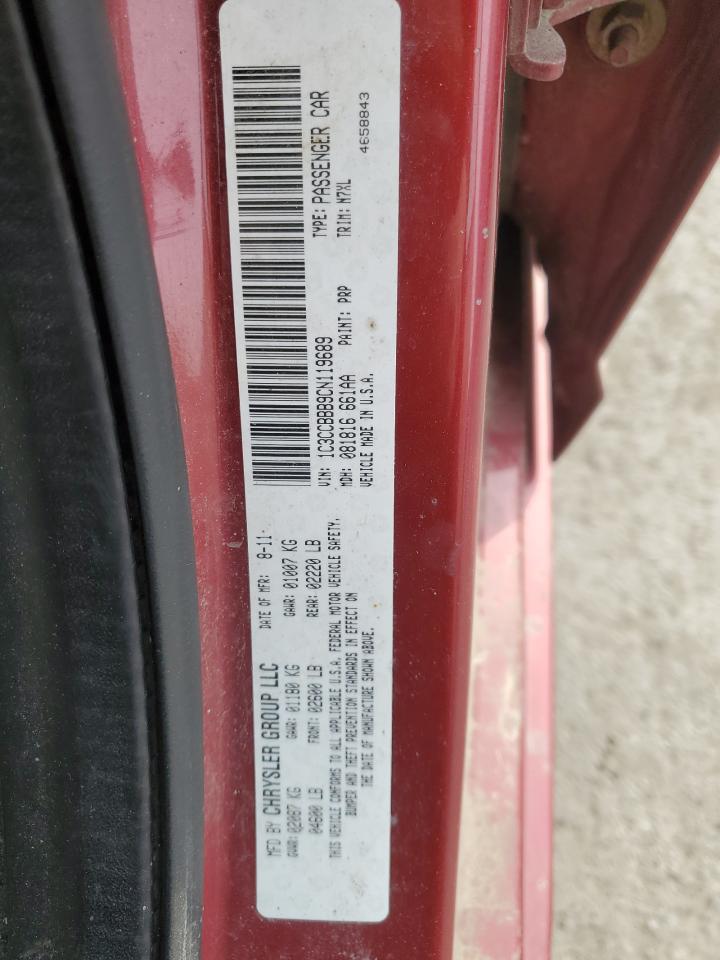 MFD BY CHRYSLER GROUP LLC DATE OF MFR: 8-11
GVWR: 02087 KG GAWR: 01180 KG GAWR: 01007 KG
04600 LB FRONT: 02600 LB REAR: 02220 LB
THIS VEHICLE CONFORMS TO ALL APPLICABLE U.S.A. FEDERAL MOTOR VEHICLE SAFETY,
BUMPER AND THEFT PREVENTION STANDARDS IN EFFECT ON
THE DATE OF MANUFACTURE SHOWN ABOVE.
VIN: 1C3CCBBB9CN119689 TYPE: PASSENGER CAR
MDH: 081816 661AA PAINT: PRP TRIM: N7XL
VEHICLE MADE IN U.S.A. 4658843